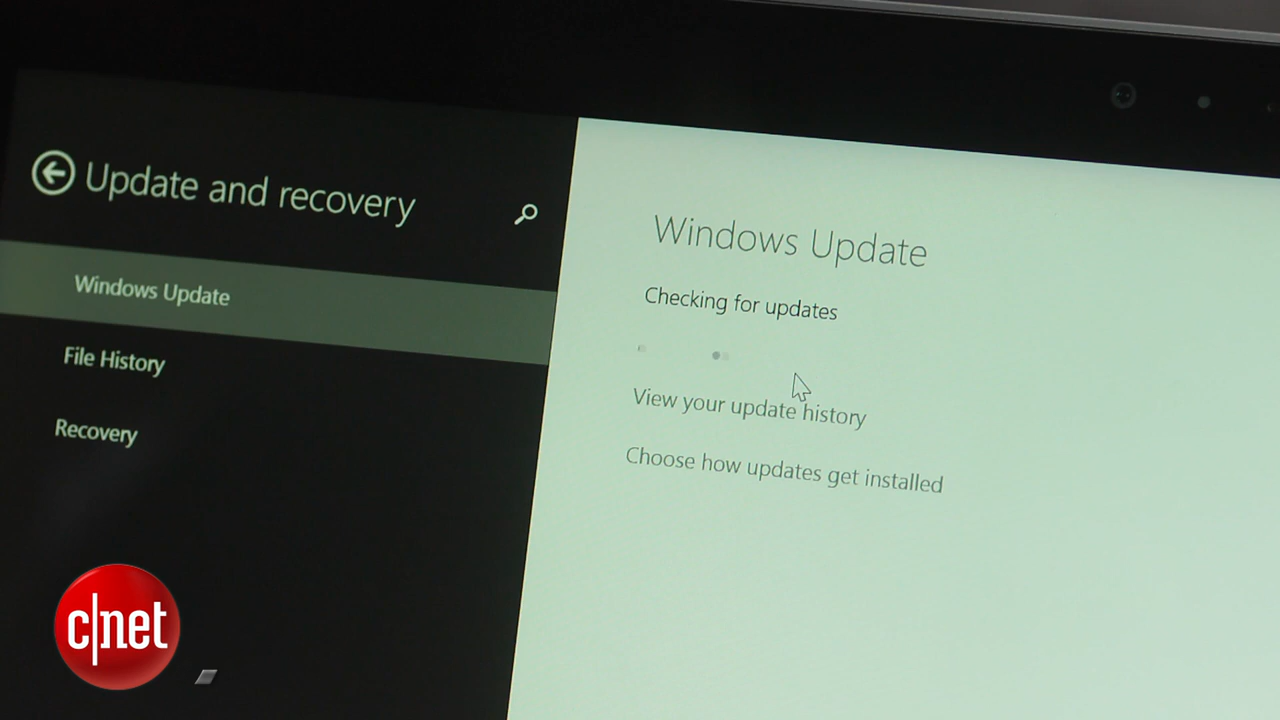 Update and recovery
Windows Update
File History
Recovery
Windows Update
Checking for updates
View your update history
Choose how updates get installed
c|net